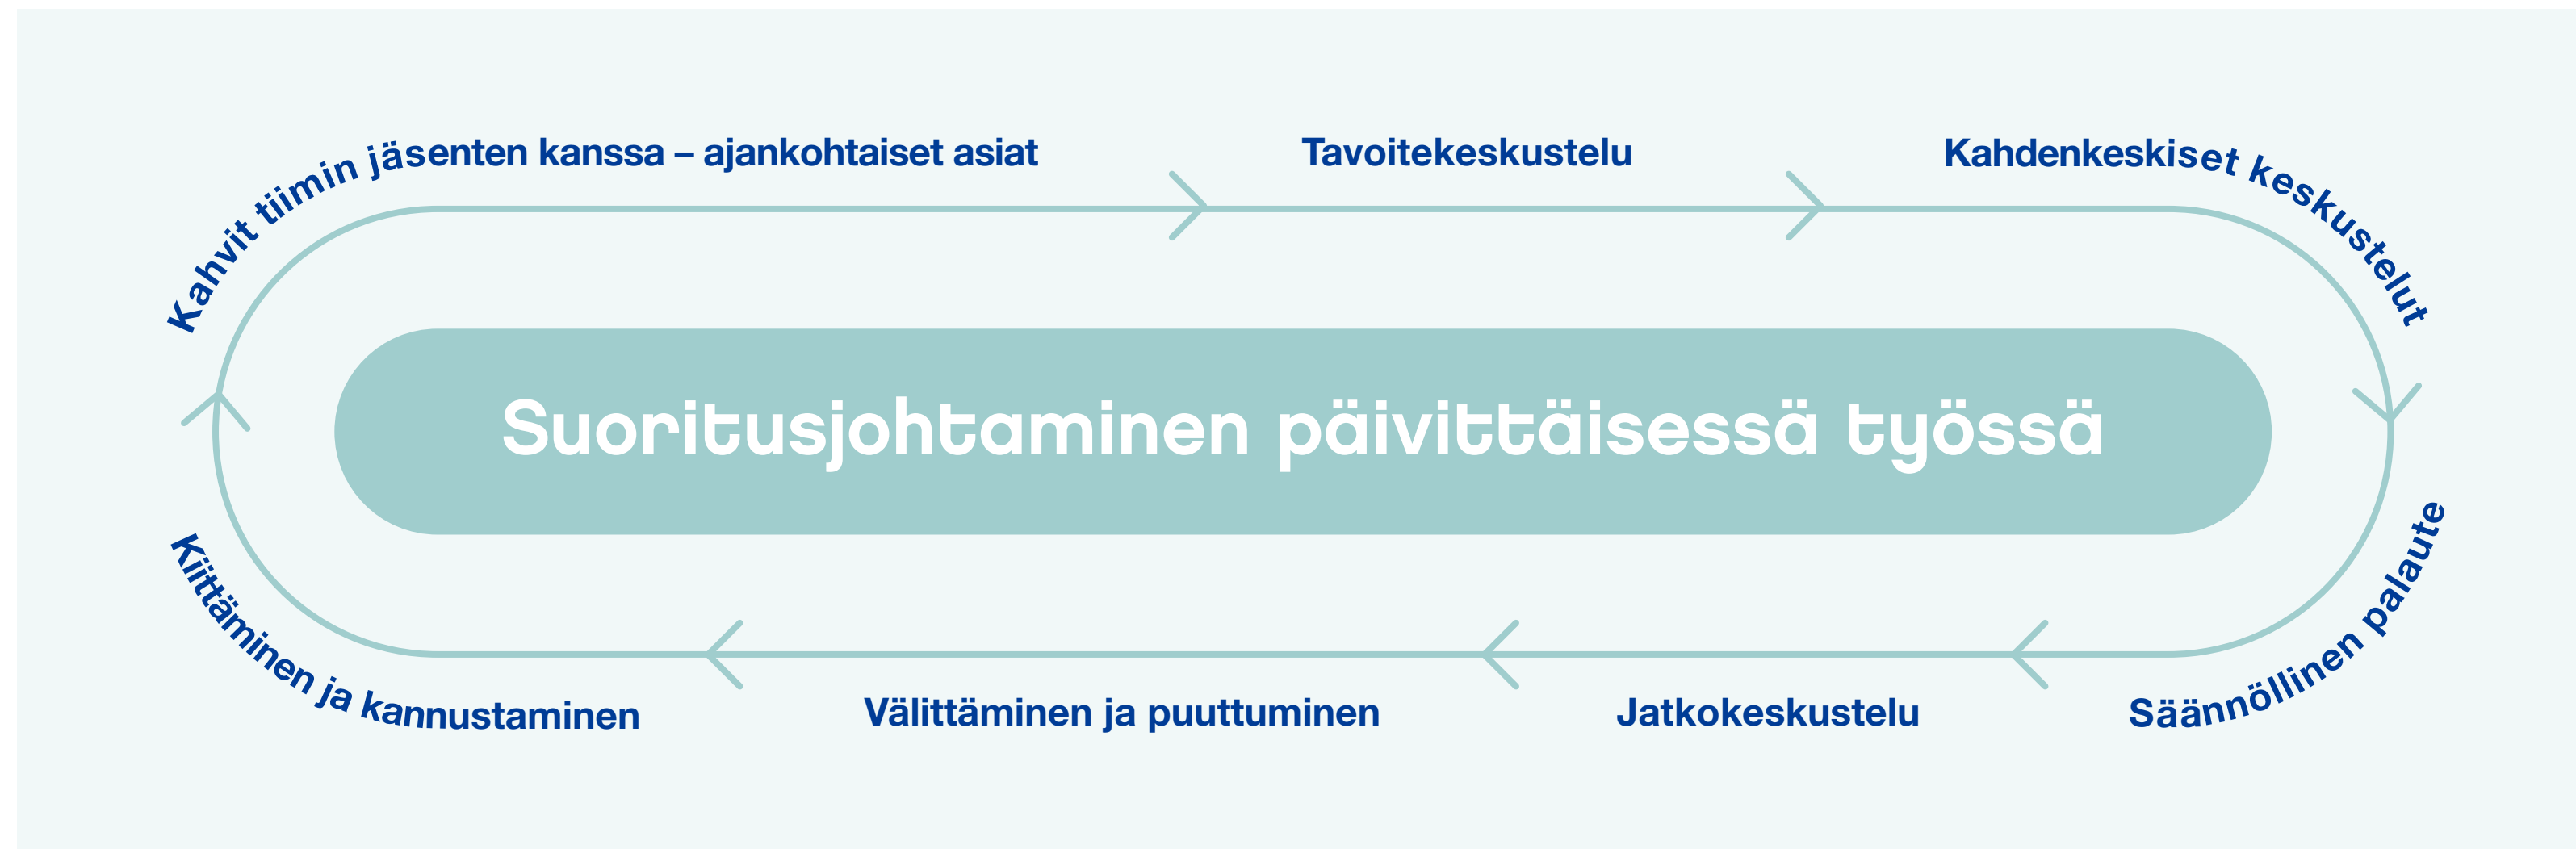 Kahvit tiimin jäsenten kanssa – ajankohtaiset asiat
Tavoitekeskustelu
Kahdenkeskiset keskustelut
Suoritusjohtaminen päivittäisessä työssä
Säännöllinen palaute
Jatkokeskustelu
Välittäminen ja puuttuminen
Kiittäminen ja kannustaminen